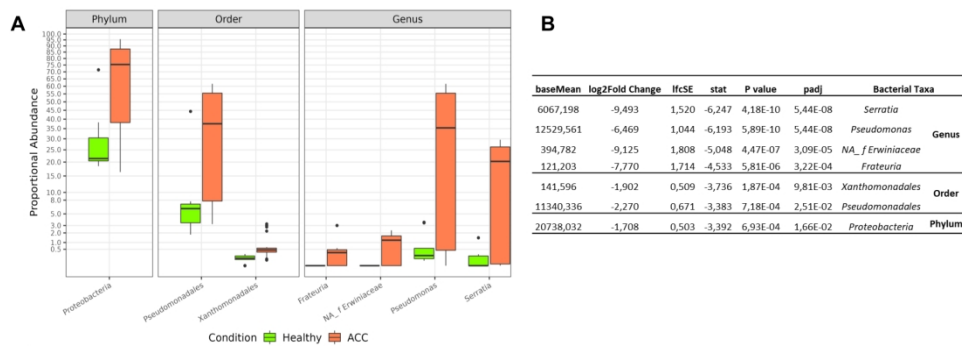 A
Phylum Order Genus
Proportional Abundance
100.0
95.0
90.0
85.0
80.0
75.0
70.0
65.0
60.0
55.0
50.0
45.0
40.0
35.0
30.0
25.0
20.0
15.0
10.0
8.0
5.0
3.0
2.0
1.0
0.5
Proteobacteria
Pseudomonadales
Xanthomonadales
Frateuria
NA_f Erwiniaceae
Pseudomonas
Serratia
Condition Healthy ACC
B
baseMean log2Fold Change lfcSE stat P value padj Bacterial Taxa
6067,198 -9,493 1,520 -6,247 4,18E-10 5,44E-08 Serratia
12529,561 -6,469 1,044 -6,193 5,89E-10 5,44E-08 Pseudomonas
Genus
394,782 -9,125 1,808 -5,048 4,47E-07 3,09E-05 NA_ f Erwiniaceae
121,203 -7,770 1,714 -4,533 5,81E-06 3,22E-04 Frateuria
141,596 -1,902 0,509 -3,736 1,87E-04 9,81E-03 Xanthomonadales
Order
11340,336 -2,270 0,671 -3,383 7,18E-04 2,51E-02 Pseudomonadales
20738,032 -1,708 0,503 -3,392 6,93E-04 1,66E-02 Proteobacteria Phylum